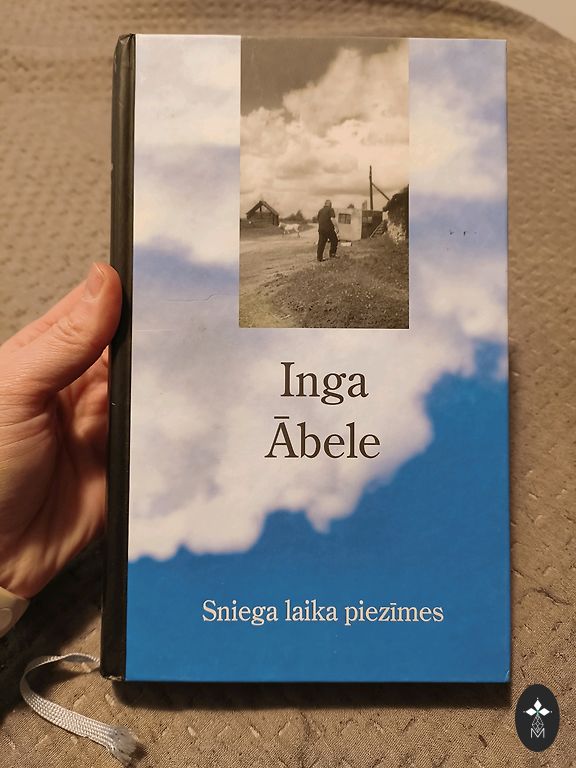 Inga
Ābele
Sniega laika piezīmes